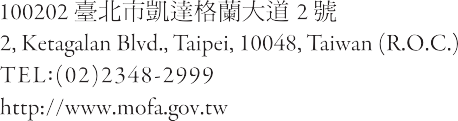 100202 臺北市凱達格蘭大道 2 號
2, Ketagalan Blvd., Taipei, 10048, Taiwan (R.O.C.)
TEL:(02)2348-2999
http://www.mofa.gov.tw